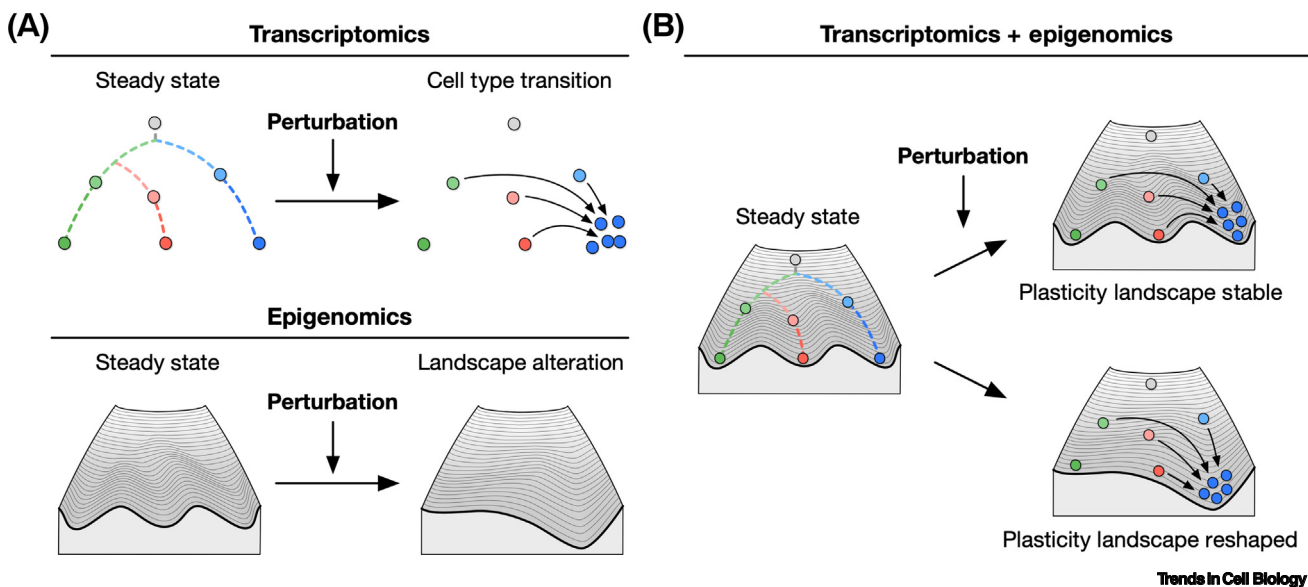 (A)
Transcriptomics
Steady state
Cell type transition
Perturbation
Epigenomics
Steady state
Landscape alteration
Perturbation
(B)
Transcriptomics + epigenomics
Perturbation
Steady state
Plasticity landscape stable
Plasticity landscape reshaped
Trends in Cell Biology